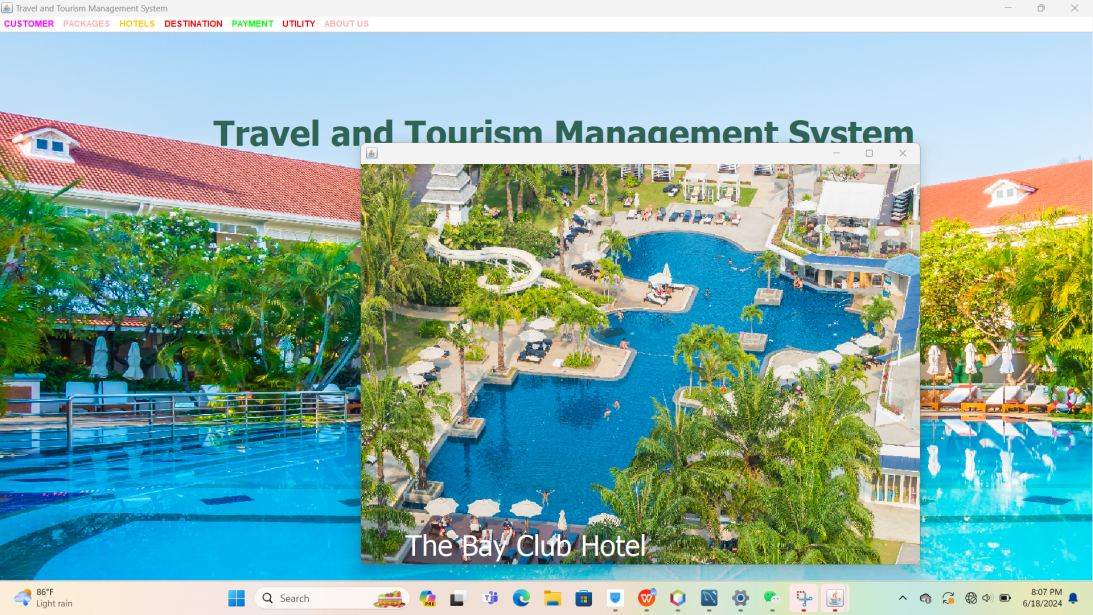 Travel and Tourism Management System
CUSTOMER PACKAGES HOTELS DESTINATION PAYMENT UTILITY ABOUT US
Travel and Tourism Management System
The Bay Club Hotel
86°F
Light rain
Search
PRE
8:07 PM
6/18/2024